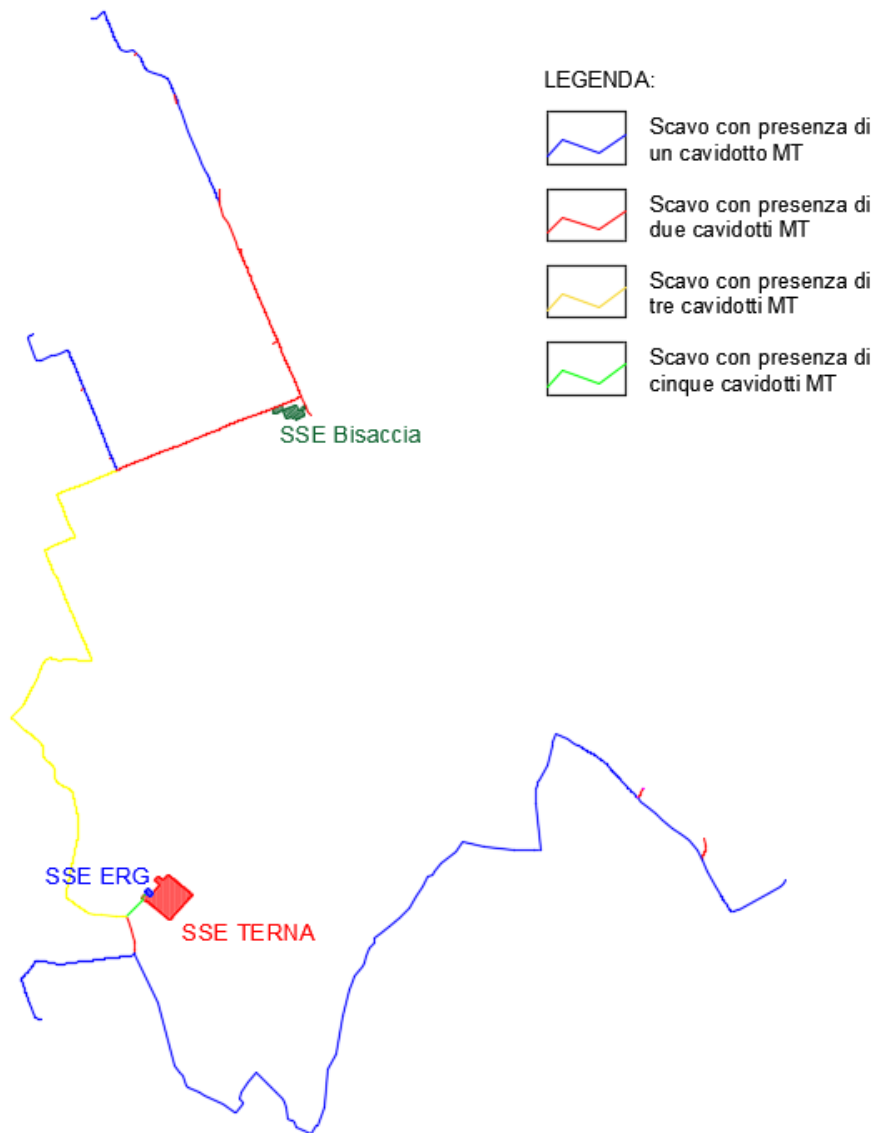 LEGENDA:
Scavo con presenza di
un cavidotto MT
Scavo con presenza di
due cavidotti MT
Scavo con presenza di
tre cavidotti MT
Scavo con presenza di
cinque cavidotti MT
SSE Bisaccia
SSE ERG
SSE TERNA